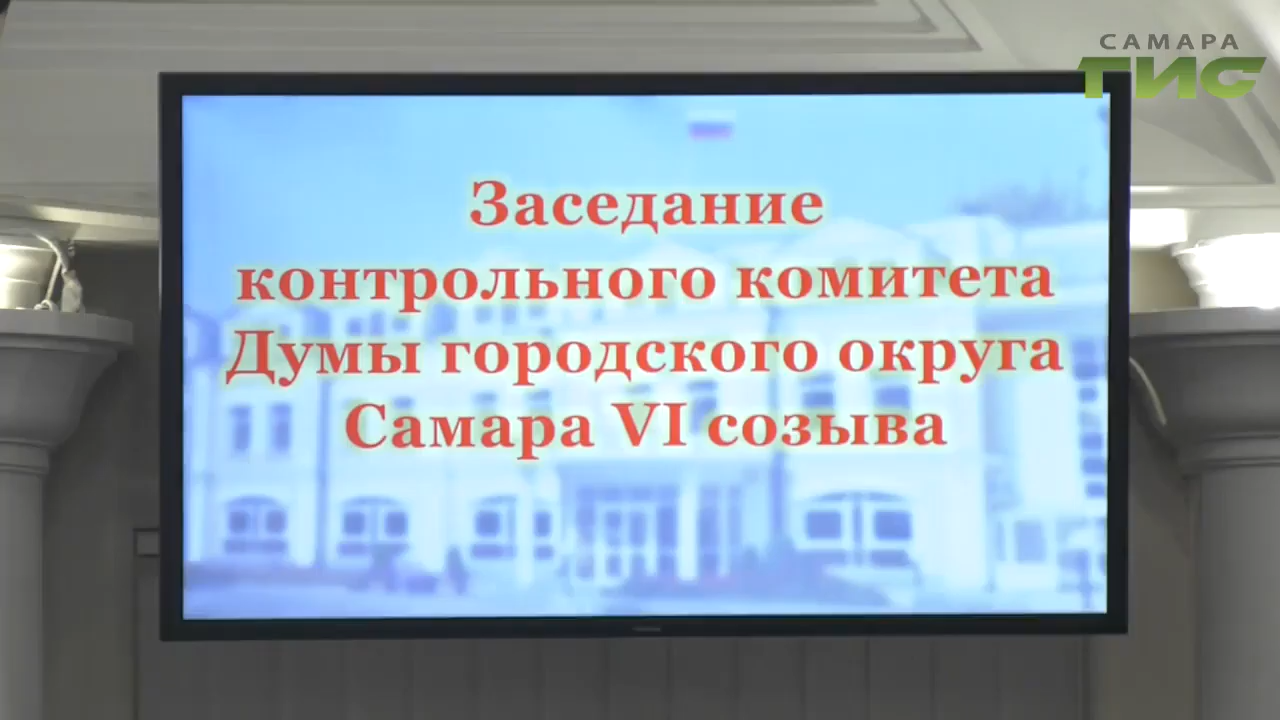 САМАРА
ГИС
Заседание
контрольного комитета
Думы городского округа
Самара VI созыва